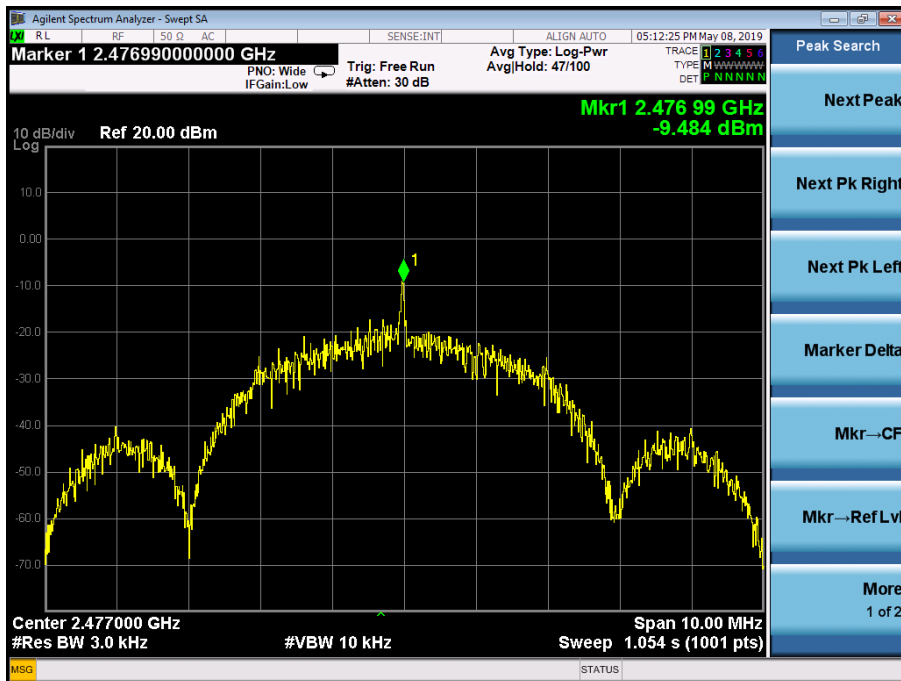 Agilent Spectrum Analyzer - Swept SA
LXI RL RF 50 Ω AC SENSE:INT ALIGN AUTO 05:12:25 PM May 08, 2019
Marker 1 2.476990000000 GHz
PNO: Wide
IFGain:Low
Trig: Free Run
#Atten: 30 dB
Avg Type: Log-Pwr
Avg|Hold: 47/100
TRACE 1 2 3 4 5 6
TYPE M WWWWW
DET P N N N N N
Mkr1 2.476 99 GHz
-9.484 dBm
10 dB/div Ref 20.00 dBm
Log
10.0
0.00
-10.0
-20.0
-30.0
-40.0
-50.0
-60.0
-70.0
1
Center 2.477000 GHz Span 10.00 MHz
#Res BW 3.0 kHz #VBW 10 kHz Sweep 1.054 s (1001 pts)
MSG STATUS
Peak Search
Next Peak
Next Pk Right
Next Pk Left
Marker Delta
Mkr→CF
Mkr→Ref Lvl
More
1 of 2